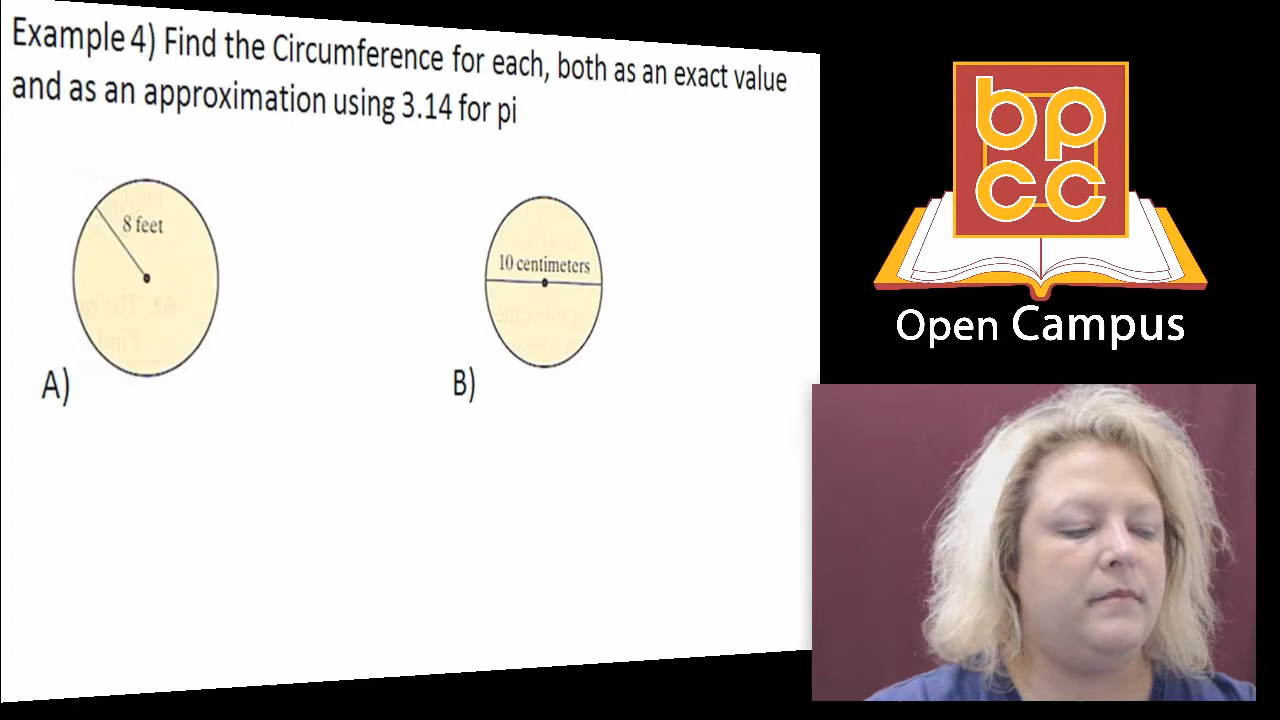 Example 4) Find the Circumference for each, both as an exact value
and as an approximation using 3.14 for pi
8 feet
10 centimeters
A)
B)
bp
cc
Open Campus